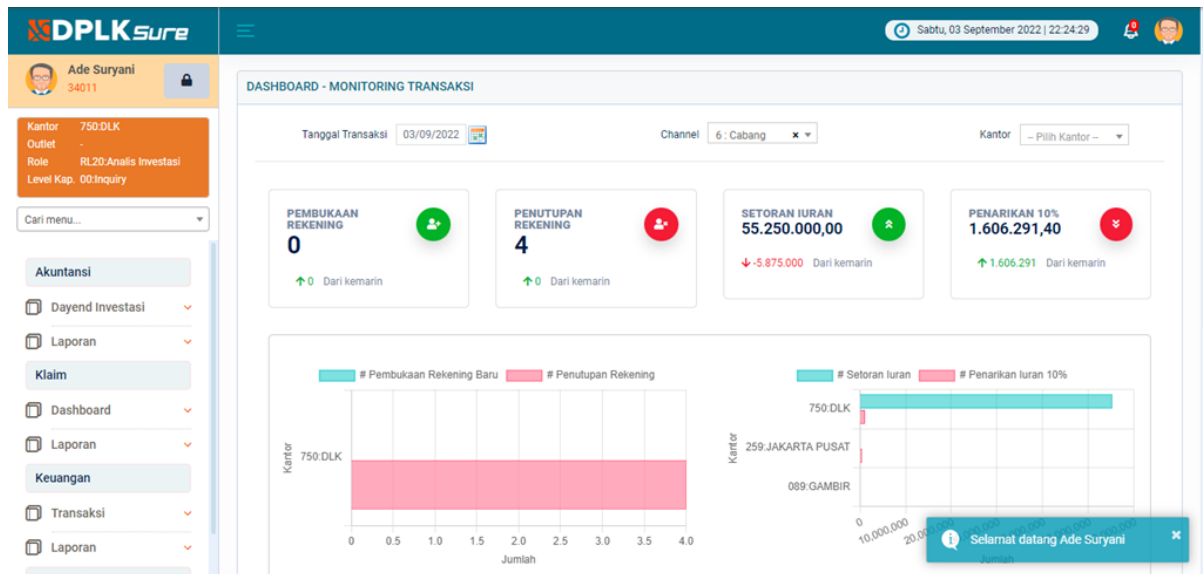 DPLKSure
Sabtu, 03 September 2022 | 22:24:29
0
Ade Suryani
34011
Kantor 750:DLK
Outlet -
Role RL20:Analis Investasi
Level Kap. 00:Inquiry
Cari menu...
Akuntansi
Dayend Investasi
Laporan
Klaim
Dashboard
Laporan
Keuangan
Transaksi
Laporan
DASHBOARD - MONITORING TRANSAKSI
Tanggal Transaksi 03/09/2022 Channel 6 : Cabang x Kantor -- Pilih Kantor --
PEMBUKAAN
REKENING
0
0 Dari kemarin
PENUTUPAN
REKENING
4
0 Dari kemarin
SETORAN IURAN
55.250.000,00
-5.875.000 Dari kemarin
PENARIKAN 10%
1.606.291,40
1.606.291 Dari kemarin
# Pembukaan Rekening Baru # Penutupan Rekening
Kantor
750:DLK
0 0.5 1.0 1.5 2.0 2.5 3.0 3.5 4.0
Jumlah
# Setoran Iuran # Penarikan Iuran 10%
Kantor
750:DLK
259:JAKARTA PUSAT
089:GAMBIR
0 10,000,000
Jumlah
Selamat datang Ade Suryani ×